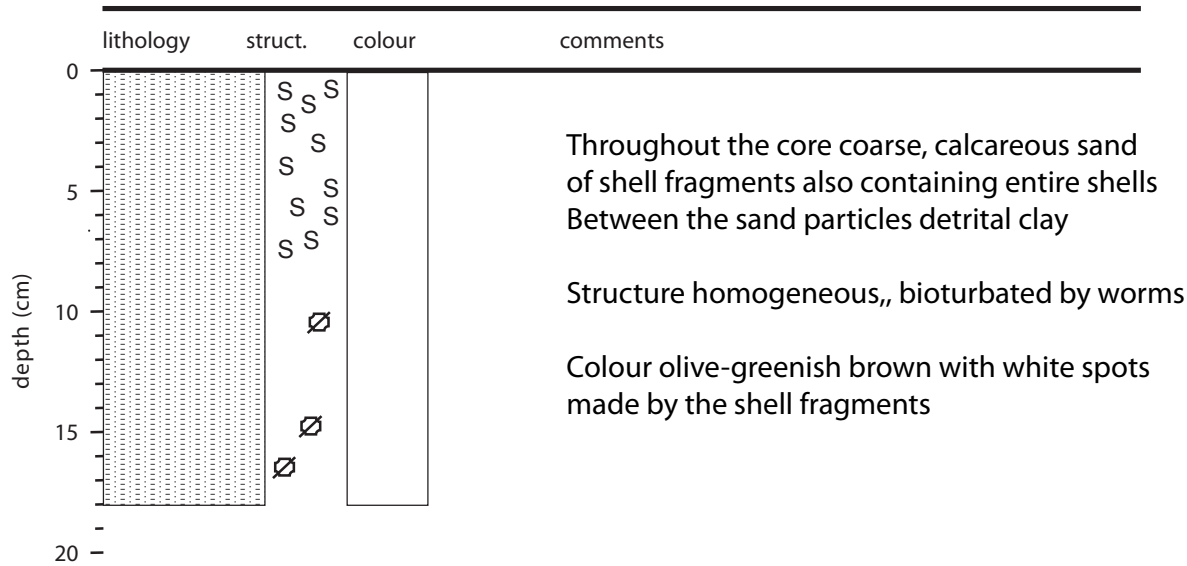 lithology struct. colour comments
0
S S
S
S
S
S
S
5
S
S
S
S
Throughout the core coarse, calcareous sand
of shell fragments also containing entire shells
Between the sand particles detrital clay
Structure homogeneous,, bioturbated by worms
Colour olive-greenish brown with white spots
made by the shell fragments
depth (cm)
10
15
20